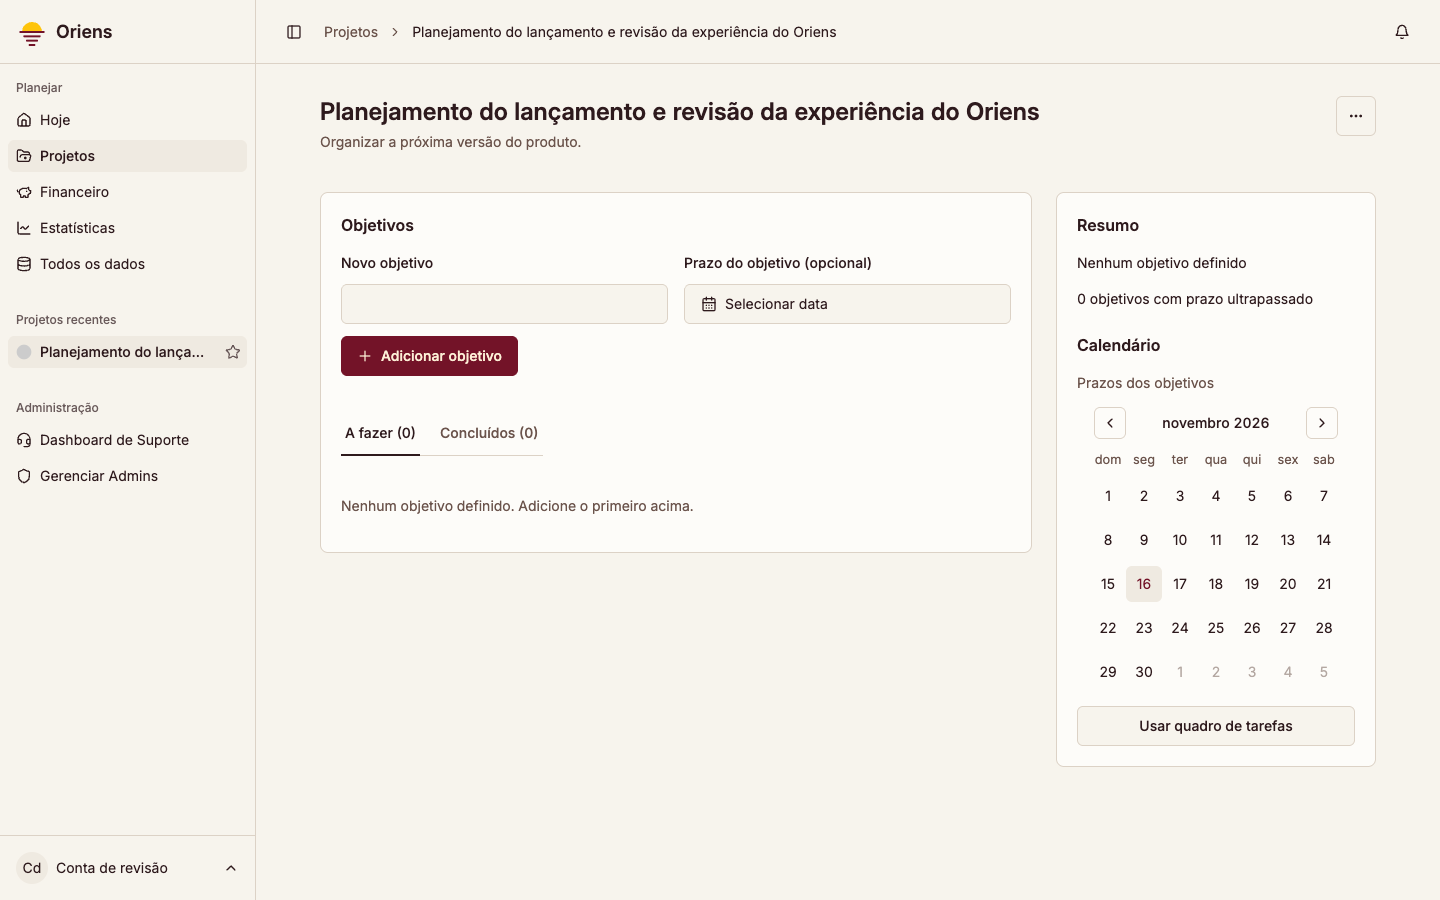 Oriens
Planejar
Hoje
Projetos
Financeiro
Estatísticas
Todos os dados
Projetos recentes
Planejamento do lança...
Administração
Dashboard de Suporte
Gerenciar Admins
Cd Conta de revisão
Projetos > Planejamento do lançamento e revisão da experiência do Oriens
Planejamento do lançamento e revisão da experiência do Oriens
Organizar a próxima versão do produto.
Objetivos
Novo objetivo
Prazo do objetivo (opcional)
Selecionar data
+ Adicionar objetivo
A fazer (0) Concluídos (0)
Nenhum objetivo definido. Adicione o primeiro acima.
Resumo
Nenhum objetivo definido
0 objetivos com prazo ultrapassado
Calendário
Prazos dos objetivos
novembro 2026
dom seg ter qua qui sex sab
1 2 3 4 5 6 7
8 9 10 11 12 13 14
15 16 17 18 19 20 21
22 23 24 25 26 27 28
29 30 1 2 3 4 5
Usar quadro de tarefas